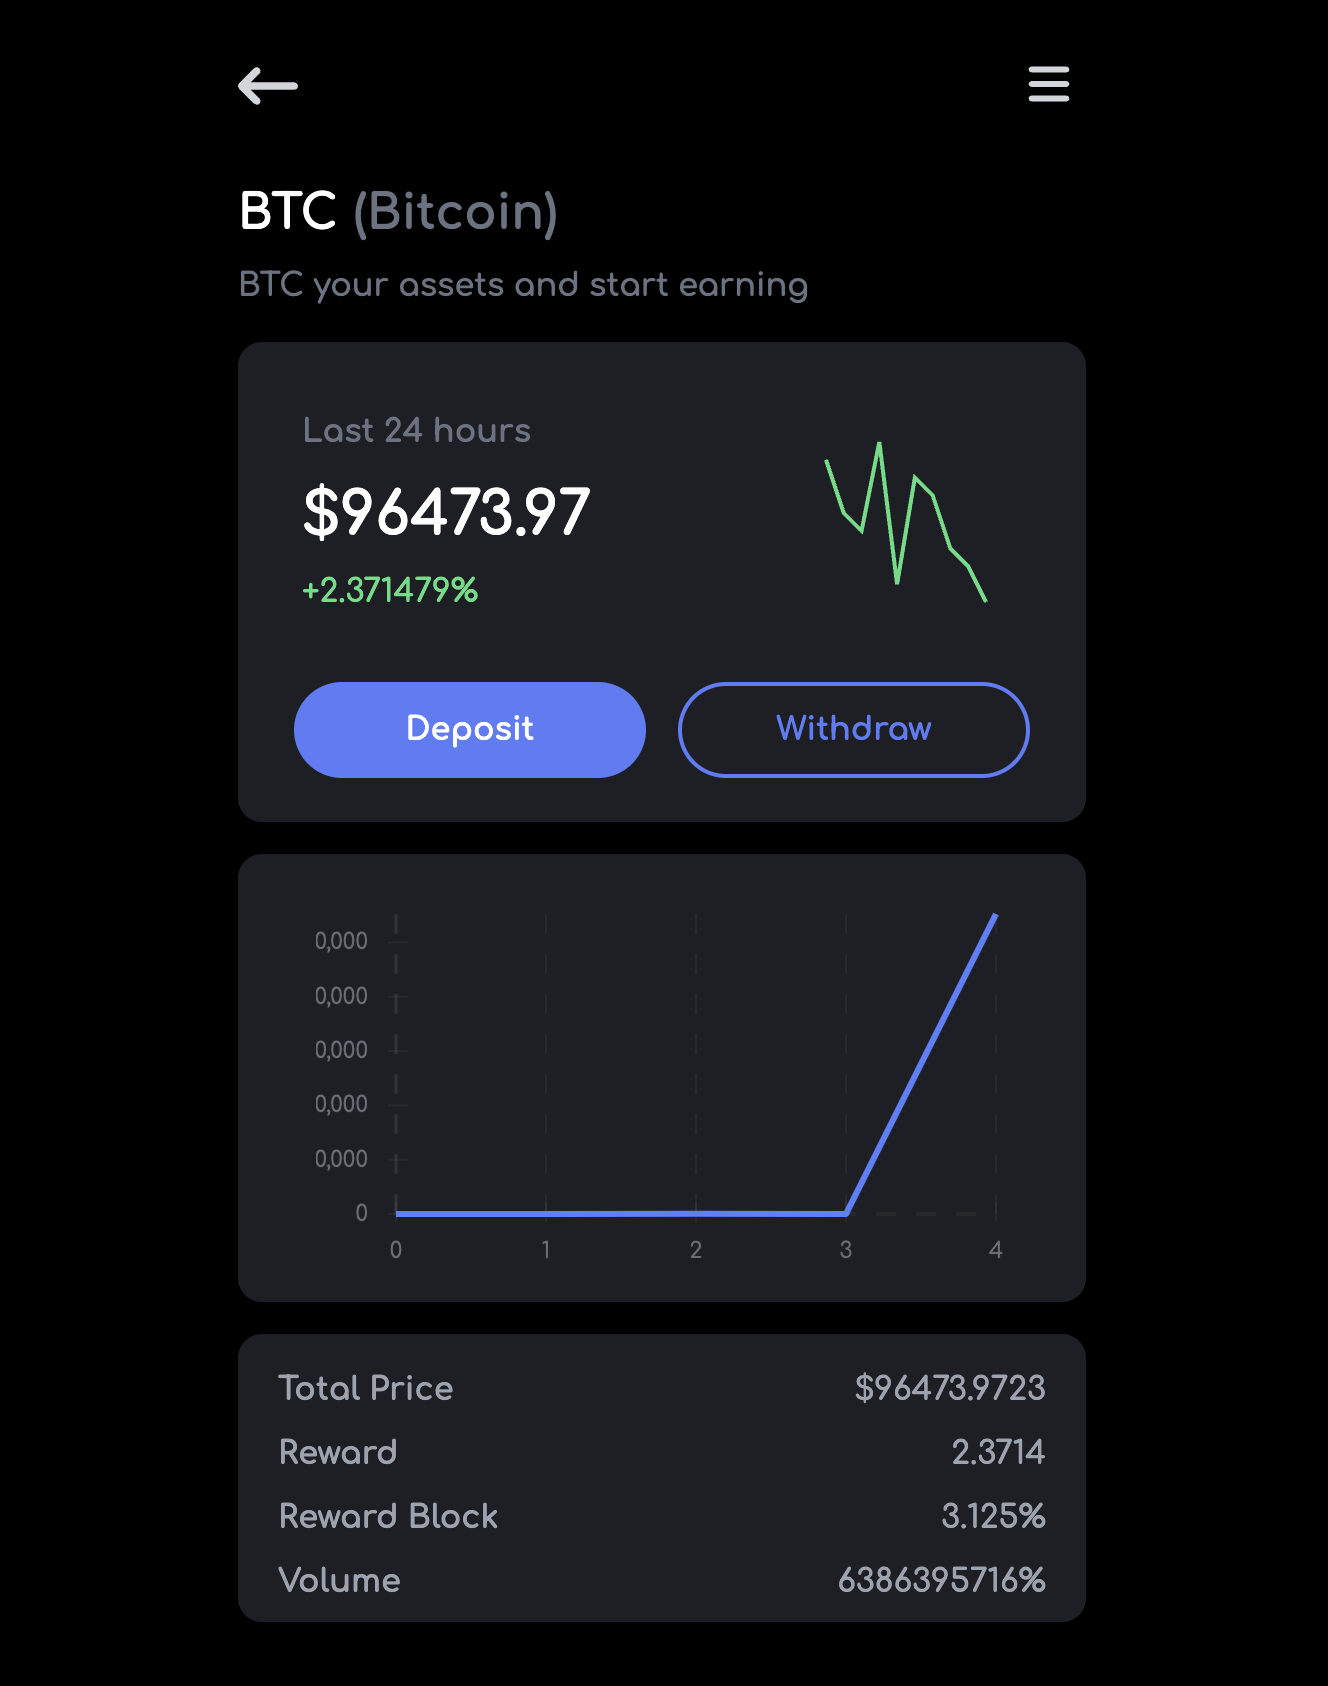 BTC (Bitcoin)
BTC your assets and start earning
Last 24 hours
$96473.97
+2.371479%
Deposit
Withdraw
0,000
0,000
0,000
0,000
0,000
0
0 1 2 3 4
Total Price $96473.9723
Reward 2.3714
Reward Block 3.125%
Volume 6386395716%